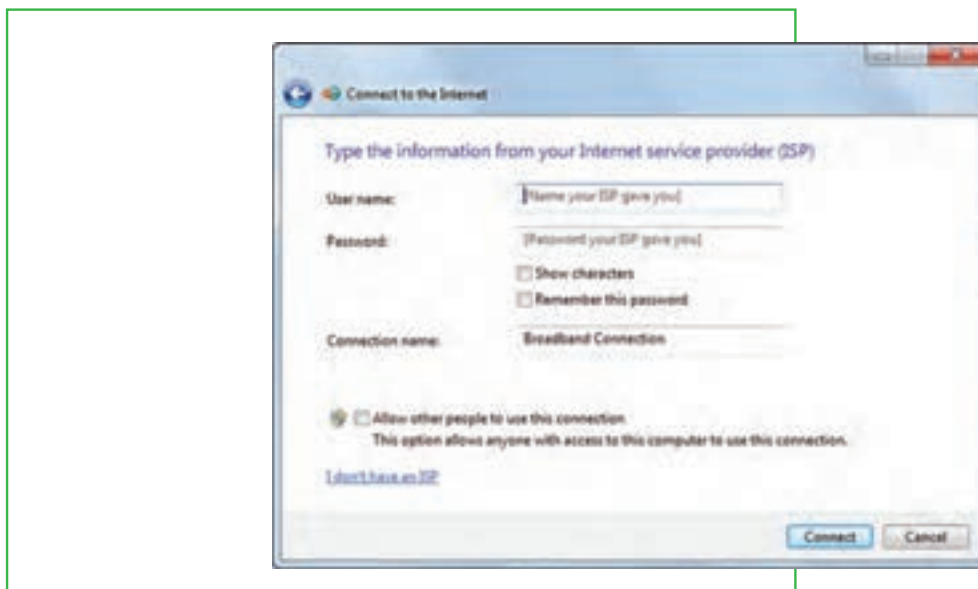 Connect to the Internet
Type the information from your Internet service provider (ISP)
User name:
[Name your ISP gave you]
Password:
[Password your ISP gave you]
Show characters
Remember this password
Connection name:
Broadband Connection
Allow other people to use this connection
This option allows anyone with access to this computer to use this connection.
I don't have an ISP
Connect
Cancel